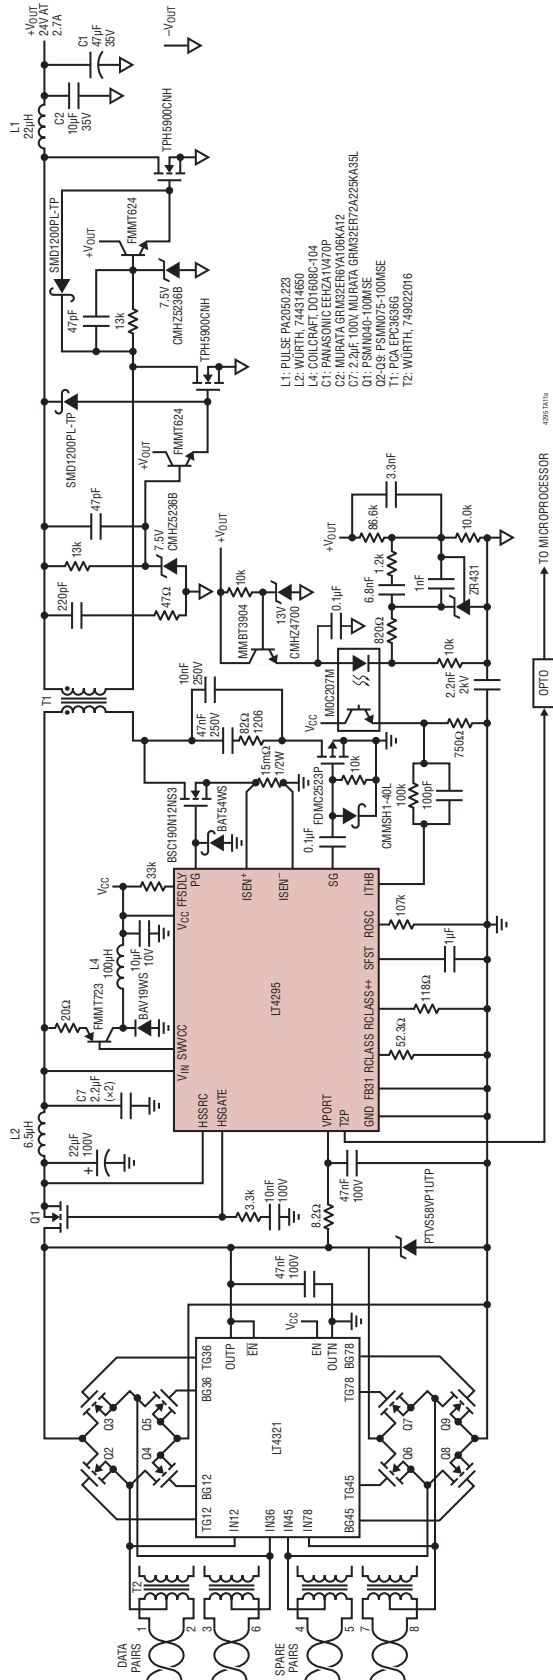 DATA
PAIRS
1
2
3
6
SPARE
PAIRS
4
5
7
8
T2
Q2
Q3
Q4
Q5
Q6
Q7
Q8
Q9
TG12
BG12
BG36
TG36
IN12
IN36
IN45
IN78
BG45
TG45
TG78
BG78
OUTP
EN
EN
OUTN
LT4321
VCC
47nF
100V
Q1
3.3k
10nF
100V
8.2Ω
47nF
100V
PTVS58VP1UTP
+
22µF
100V
L2
6.5µH
C7
2.2µF
(×2)
20Ω
FMMT723
BAV19WS
L4
100µH
10µF
10V
VCC
33k
HSSRC
HSGATE
VIN
SWVCC
VCC
FFSDLY
PG
ISEN+
ISEN–
SG
ITHB
VPORT
T2P
GND
FB31
RCLASS
RCLASS++
SFST
ROSC
LT4295
52.3Ω
118Ω
1µF
107k
BSC190N12NS3
BAT54WS
15mΩ
1/2W
82Ω
1206
47nF
250V
10nF
250V
0.1µF
FDMC2523P
10k
CMMSH1-40L
100k
100pF
750Ω
2.2nF
2kV
10k
MOC207M
VCC
820Ω
0.1µF
MMBT3904
10k
13V
CMHZ4700
+VOUT
T1
220pF
47Ω
13k
47pF
7.5V
CMHZ5236B
+VOUT
FMMT624
SMD1200PL-TP
TPH5900CNH
13k
47pF
7.5V
CMHZ5236B
+VOUT
FMMT624
SMD1200PL-TP
TPH5900CNH
L1
22µH
C2
10µF
35V
C1
47µF
35V
+VOUT
24V AT
2.7A
–VOUT
+VOUT
86.6k
3.3nF
6.8nF
1.2k
1nF
ZR431
10.0k
OPTO
TO MICROPROCESSOR
L1: PULSE PA2050.223
L2: WÜRTH, 744314650
L4: COILCRAFT, DO1608C-104
C1: PANASONIC EEHZA1V470P
C2: MURATA GRM32ER6YA106KA12
C7: 2.2µF, 100V, MURATA GRM32ER72A225KA35L
Q1: PSMN040-100MSE
Q2-Q9: PSMN075-100MSE
T1: PCA EPC3636G
T2: WÜRTH, 749022016
4295 TA11a